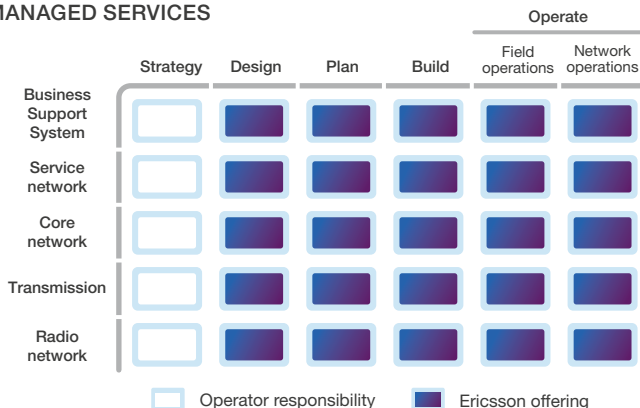 MANAGED SERVICES
Operate
Strategy Design Plan Build Field operations Network operations
Business
Support
System
Service
network
Core
network
Transmission
Radio
network
Operator responsibility Ericsson offering